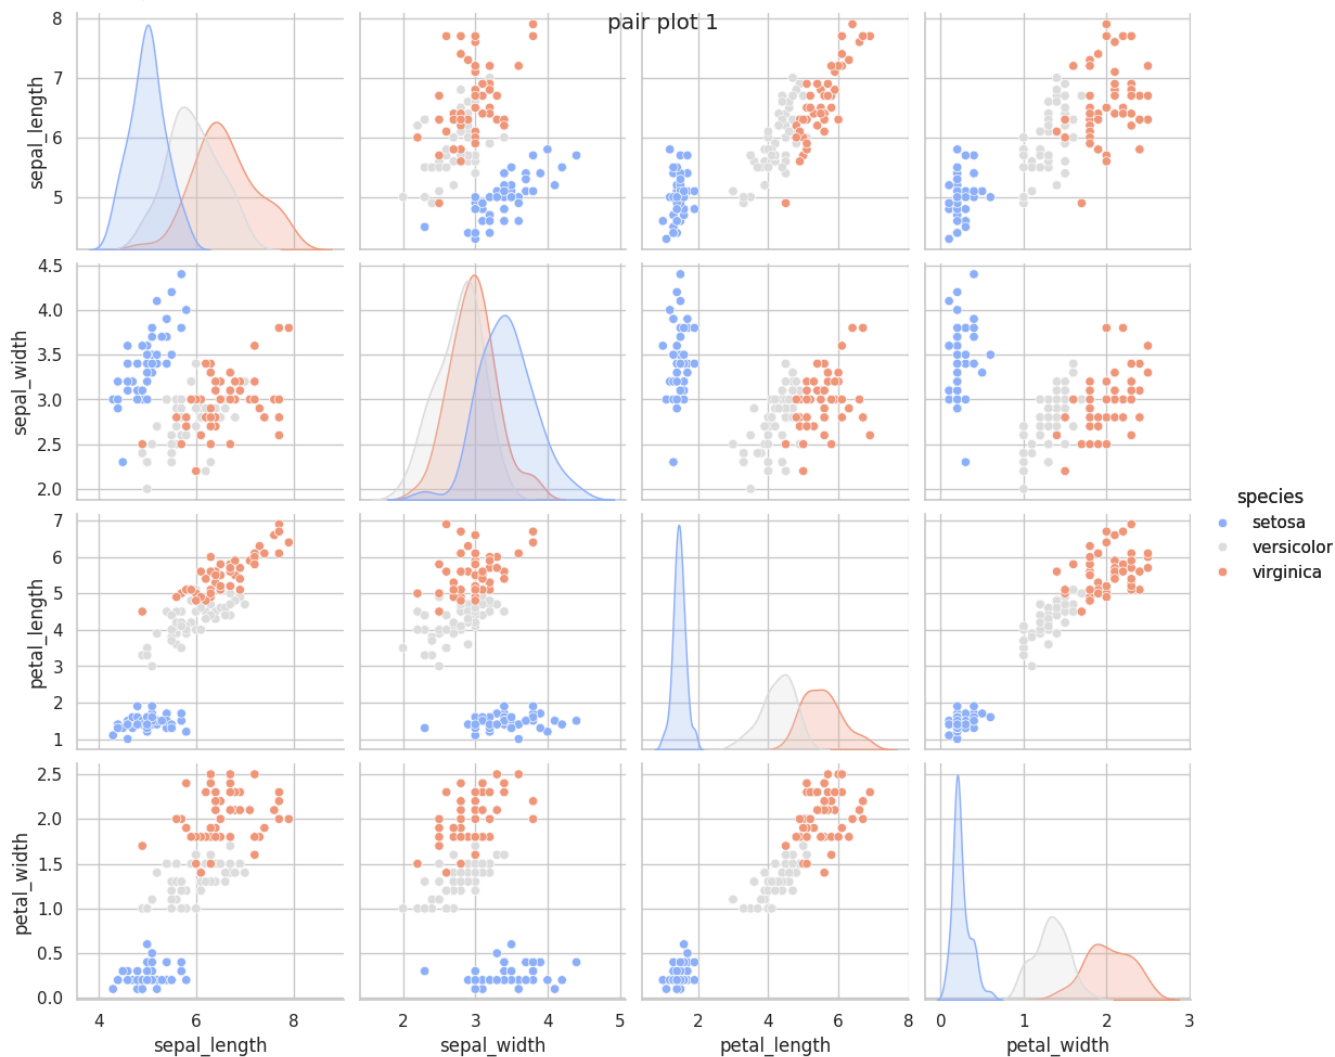 pair plot 1
8
7
6
5
sepal_length
4.5
4.0
3.5
3.0
2.5
2.0
sepal_width
7
6
5
4
3
2
1
petal_length
2.5
2.0
1.5
1.0
0.5
0.0
petal_width
4 6 8
sepal_length
2 3 4 5
sepal_width
2 4 6 8
petal_length
0 1 2 3
petal_width
species
setosa
versicolor
virginica